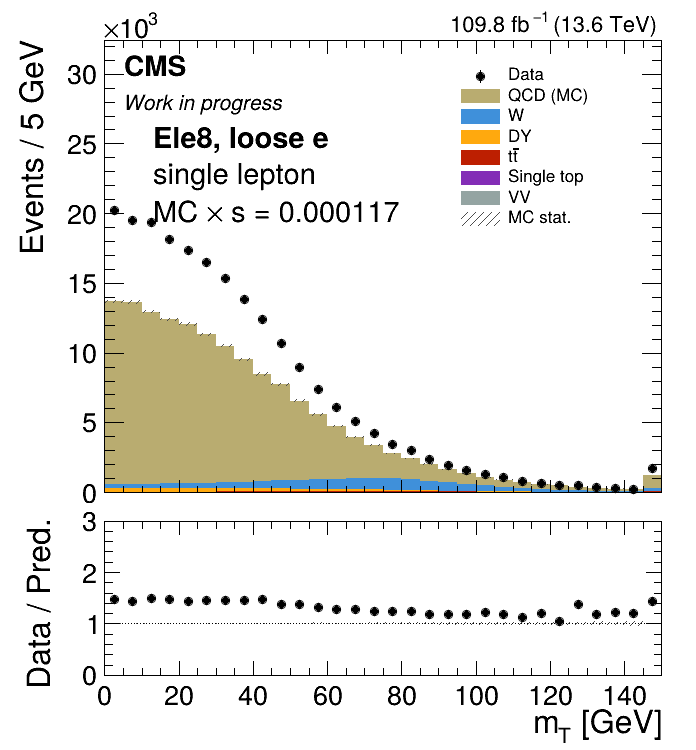 ×10³
109.8 fb⁻¹ (13.6 TeV)
Events / 5 GeV
CMS
Work in progress
Ele8, loose e
single lepton
MC × s = 0.000117
Data
QCD (MC)
W
DY
tt̄
Single top
VV
MC stat.
30
25
20
15
10
5
0
Data / Pred.
3
2
1
0
0 20 40 60 80 100 120 140
m_T [GeV]